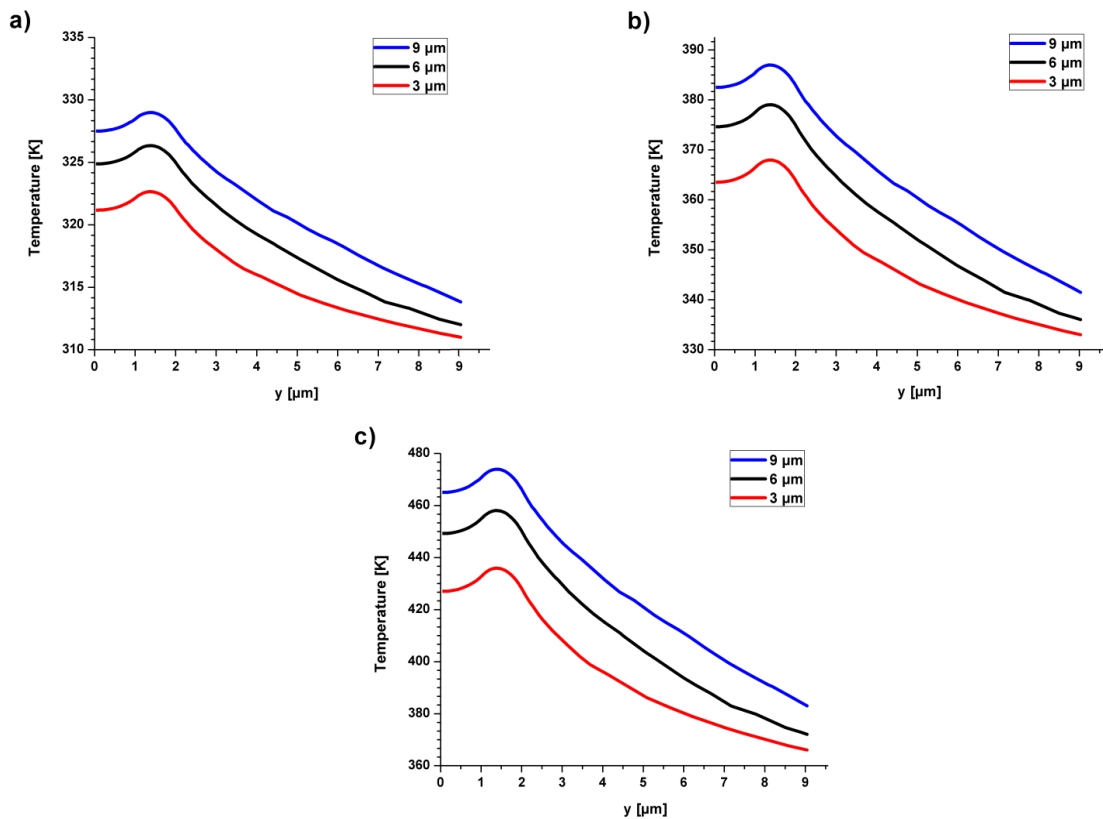 a)
335
330
325
320
315
310
Temperature [K]
0 1 2 3 4 5 6 7 8 9
y [µm]
9 µm
6 µm
3 µm
b)
390
380
370
360
350
340
330
Temperature [K]
0 1 2 3 4 5 6 7 8 9
y [µm]
9 µm
6 µm
3 µm
c)
480
460
440
420
400
380
360
Temperature [K]
0 1 2 3 4 5 6 7 8 9
y [µm]
9 µm
6 µm
3 µm